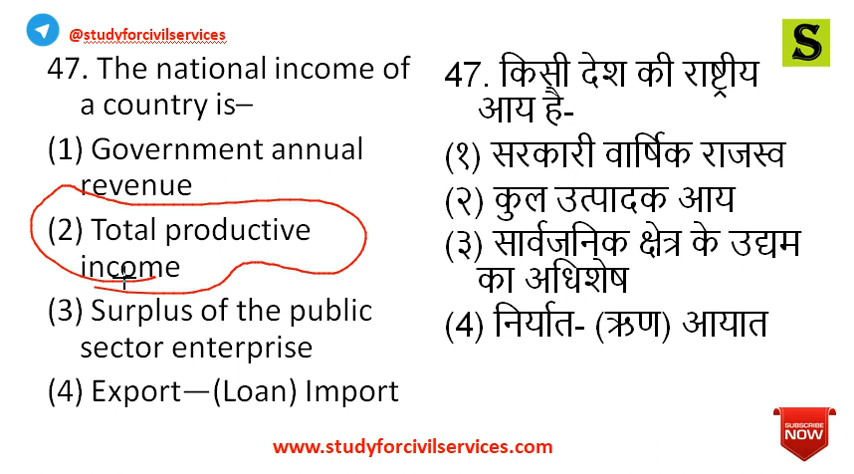 @studyforcivilservices
S
47. The national income of
a country is–
(1) Government annual
revenue
(2) Total productive
income
(3) Surplus of the public
sector enterprise
(4) Export—(Loan) Import
47. किसी देश की राष्ट्रीय
आय है-
(१) सरकारी वार्षिक राजस्व
(२) कुल उत्पादक आय
(३) सार्वजनिक क्षेत्र के उद्यम
का अधिशेष
(4) निर्यात- (ऋण) आयात
SUBSCRIBE
NOW
www.studyforcivilservices.com